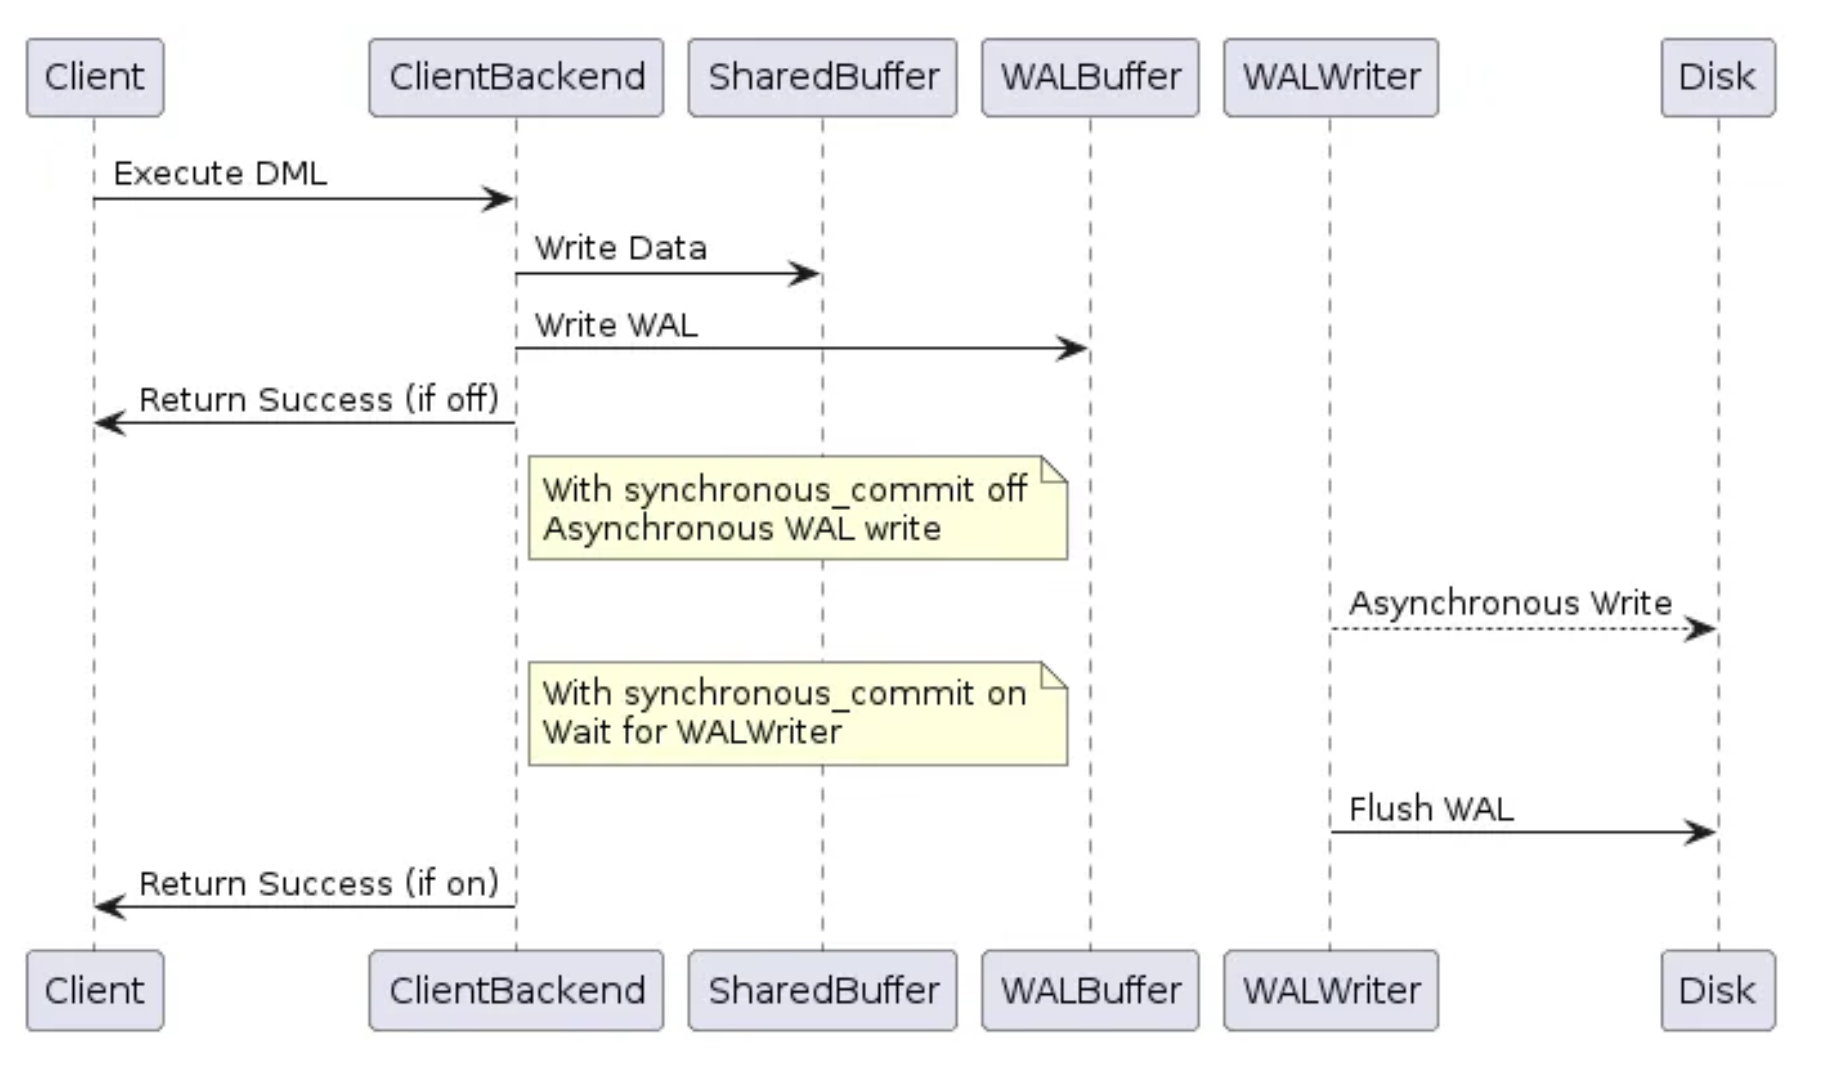 Client
ClientBackend
SharedBuffer
WALBuffer
WALWriter
Disk
Execute DML
Write Data
Write WAL
Return Success (if off)
With synchronous_commit off
Asynchronous WAL write
Asynchronous Write
With synchronous_commit on
Wait for WALWriter
Flush WAL
Return Success (if on)
Client
ClientBackend
SharedBuffer
WALBuffer
WALWriter
Disk